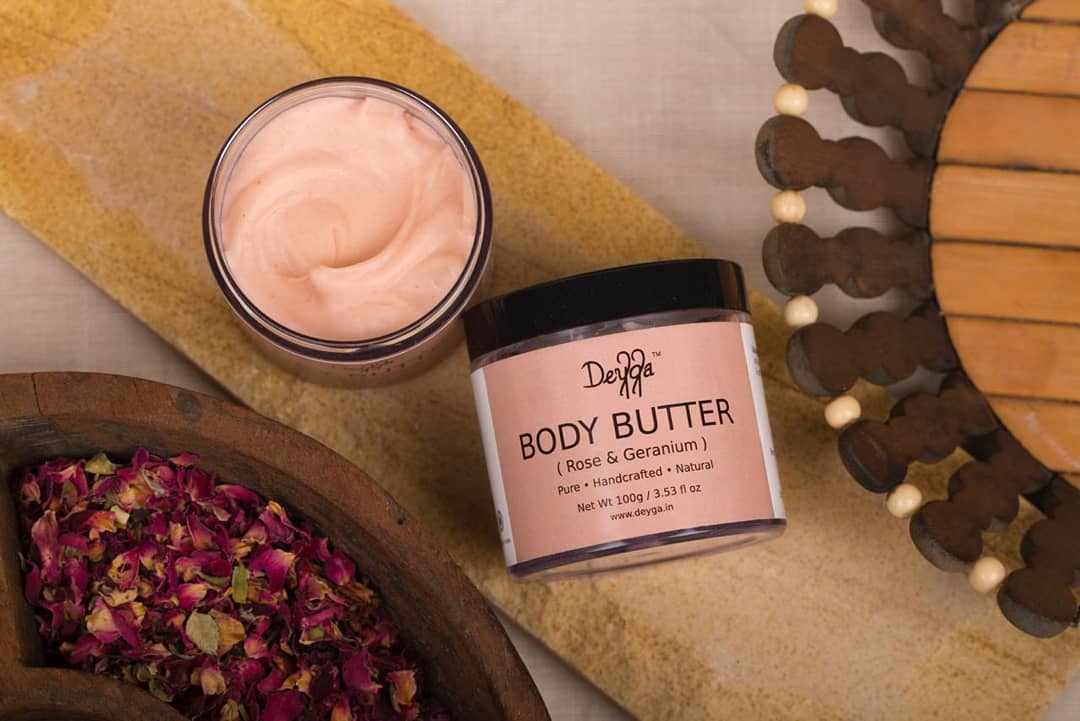 Deyga™
BODY BUTTER
( Rose & Geranium )
Pure • Handcrafted • Natural
Net Wt 100g / 3.53 fl oz
www.deyga.in